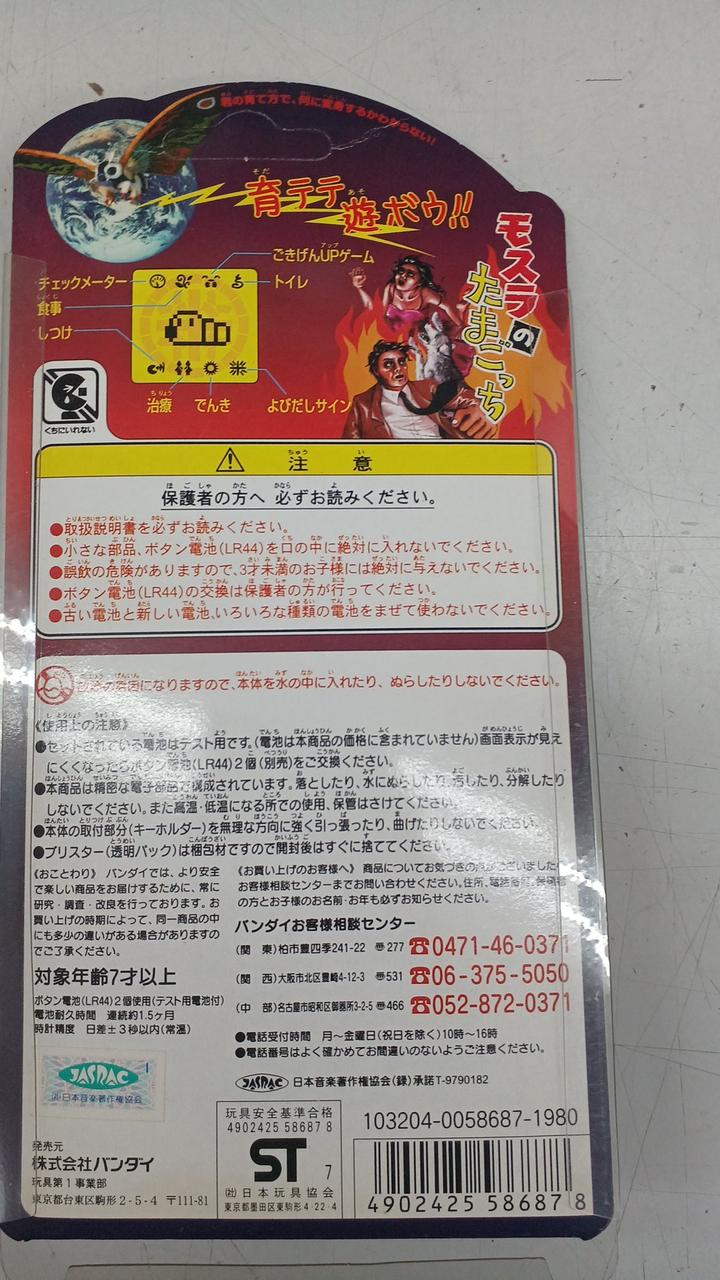 君の育て方で、何に変身するかわからない!
育テテ遊ボウ!!
モスラのたまごっち
ごきげんUPゲーム
チェックメーター
トイレ
食事
しつけ
治療
でんき
よびだしサイン
くちにいれない
注意
保護者の方へ 必ずお読みください。
●取扱説明書を必ずお読みください。
●小さな部品、ボタン電池(LR44)を口の中に絶対に入れないでください。
●誤飲の危険がありますので、3才未満のお子様には絶対に与えないでください。
●ボタン電池(LR44)の交換は保護者の方が行ってください。
●古い電池と新しい電池、いろいろな種類の電池をまぜて使わないでください。
原因になりますので、本体を水の中に入れたり、ぬらしたりしないでください。
《使用上の注意》
●セットされている電池はテスト用です。(電池は本商品の価格に含まれていません)画面表示が見え
にくくなったらボタン電池(LR44)2個(別売)をご交換ください。
●本商品は精密な電子部品で構成されています。落としたり、水にぬらしたり、汚したり、分解したり
しないでください。また高温・低温になる所での使用、保管はさけてください。
●本体の取付部分(キーホルダー)を無理な方向に強く引っ張ったり、曲げたりしないでください。
●ブリスター(透明パック)は梱包材ですので開封後はすぐに捨ててください。
《おことわり》 バンダイでは、より安全
で楽しい商品をお届けするために、常に
研究・調査・改良を行っております。お
買い上げの時期によって、同一商品の中
にも多少の違いがある場合がありますの
でご了承ください。
対象年齢7才以上
ボタン電池(LR44)2個使用(テスト用電池付)
電池耐久時間 連続約1.5ヶ月
時計精度 日差±3秒以内(常温)
《お買い上げのお客様へ》 商品についてお気づきの点がございました
お客様相談センターまでお問い合わせください。住所、電話番号、保護者
の方とお子様のお名前・お年も必ずお知らせください。
バンダイお客様相談センター
(関 東)柏市豊四季241-22 〠277 ☎0471-46-0371
(関 西)大阪市北区豊崎4-12-3 〠531 ☎06-375-5050
(中 部)名古屋市昭和区御器所3-2-5 〠466 ☎052-872-0371
●電話受付時間 月〜金曜日(祝日を除く)10時〜16時
●電話番号はよく確かめてお間違いのないようご注意ください。
JASRAC 日本音楽著作権協会(録)承諾T-9790182
JASRAC
(社)日本音楽著作権協会
発売元
株式会社バンダイ
玩具第1事業部
東京都台東区駒形2-5-4 〒111-81
玩具安全基準合格
4902425 58687 8
ST 7
(社)日本玩具協会
東京都墨田区東駒形4-22-4
103204-0058687-1980
4902425 586878